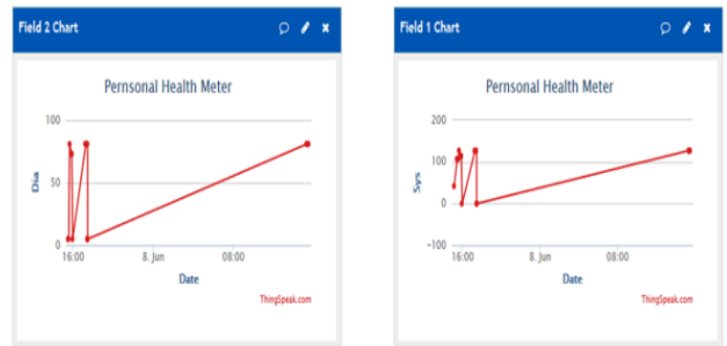 Field 2 Chart
Pernsonal Health Meter
100
50
0
Dia
16:00 8. Jun 08:00
Date
ThingSpeak.com
Field 1 Chart
Pernsonal Health Meter
200
100
0
-100
Sys
16:00 8. Jun 08:00
Date
ThingSpeak.com